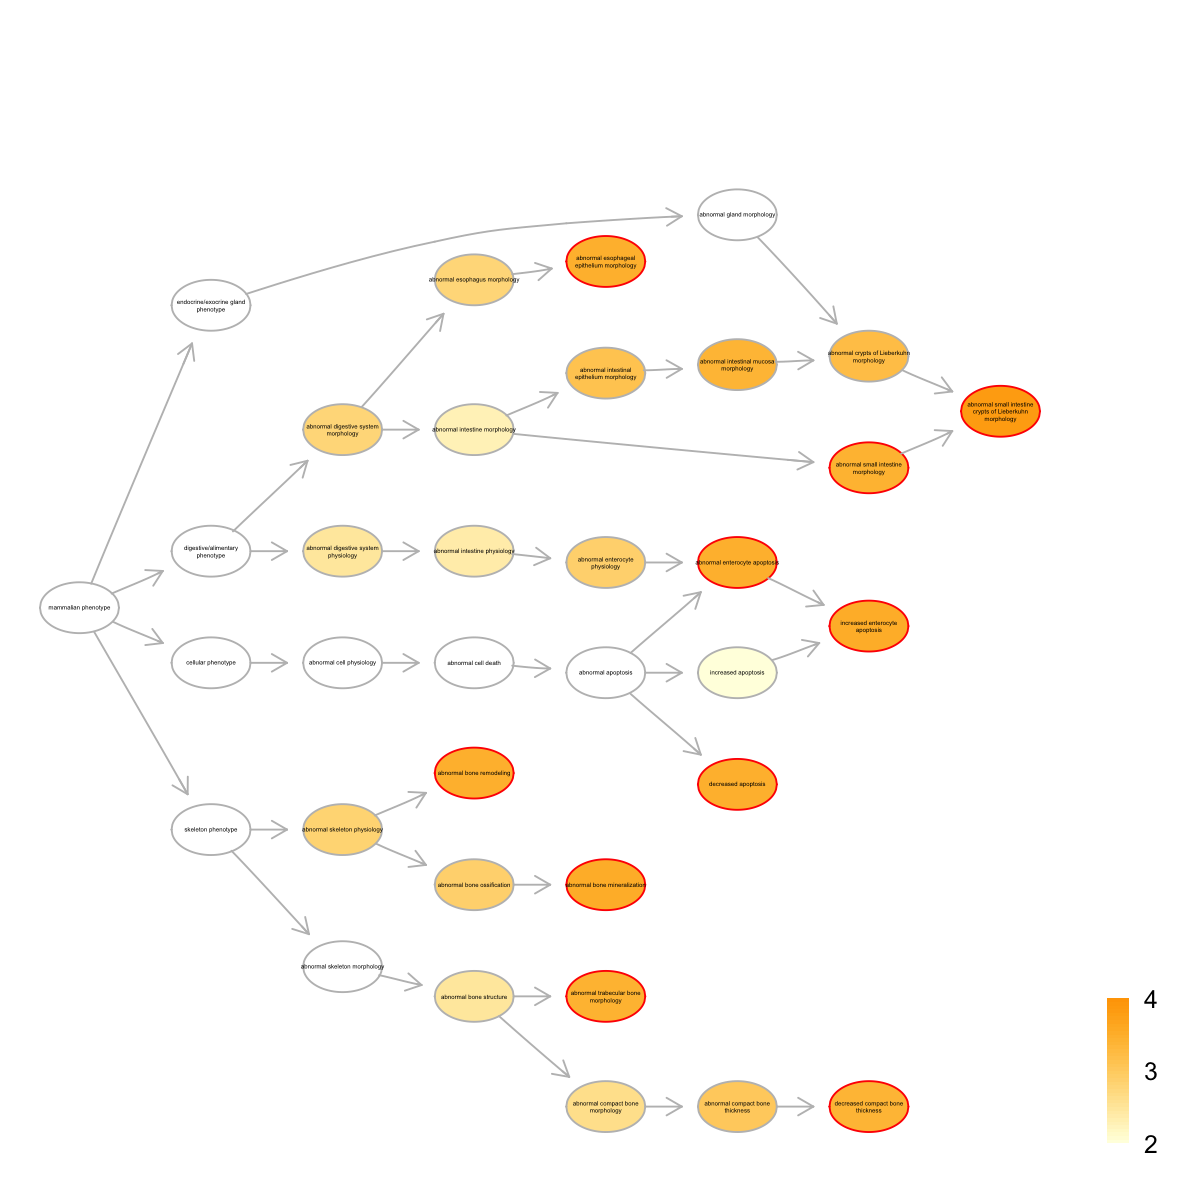 abnormal gland morphology
abnormal esophageal
epithelium morphology
abnormal esophagus morphology
endocrine/exocrine gland
phenotype
abnormal crypts of Lieberkuhn
morphology
abnormal intestinal mucosa
morphology
abnormal intestinal
epithelium morphology
abnormal small intestine
crypts of Lieberkuhn
morphology
abnormal digestive system
morphology
abnormal intestine morphology
abnormal small intestine
morphology
digestive/alimentary
phenotype
abnormal digestive system
physiology
abnormal intestine physiology
abnormal enterocyte
physiology
abnormal enterocyte apoptosis
mammalian phenotype
increased enterocyte
apoptosis
cellular phenotype
abnormal cell physiology
abnormal cell death
abnormal apoptosis
increased apoptosis
abnormal bone remodeling
decreased apoptosis
skeleton phenotype
abnormal skeleton physiology
abnormal bone ossification
abnormal bone mineralization
abnormal skeleton morphology
abnormal bone structure
abnormal trabecular bone
morphology
abnormal compact bone
morphology
abnormal compact bone
thickness
decreased compact bone
thickness
4
3
2